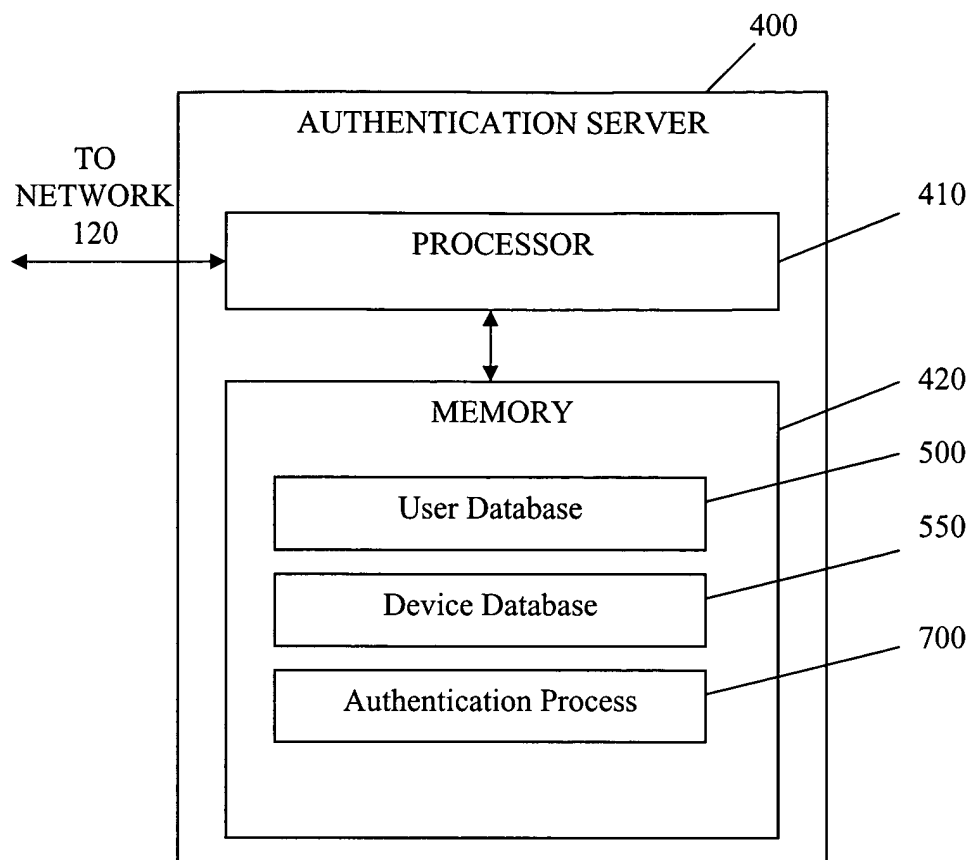 400
AUTHENTICATION SERVER
TO
NETWORK
120
410
PROCESSOR
420
MEMORY
500
User Database
550
Device Database
700
Authentication Process